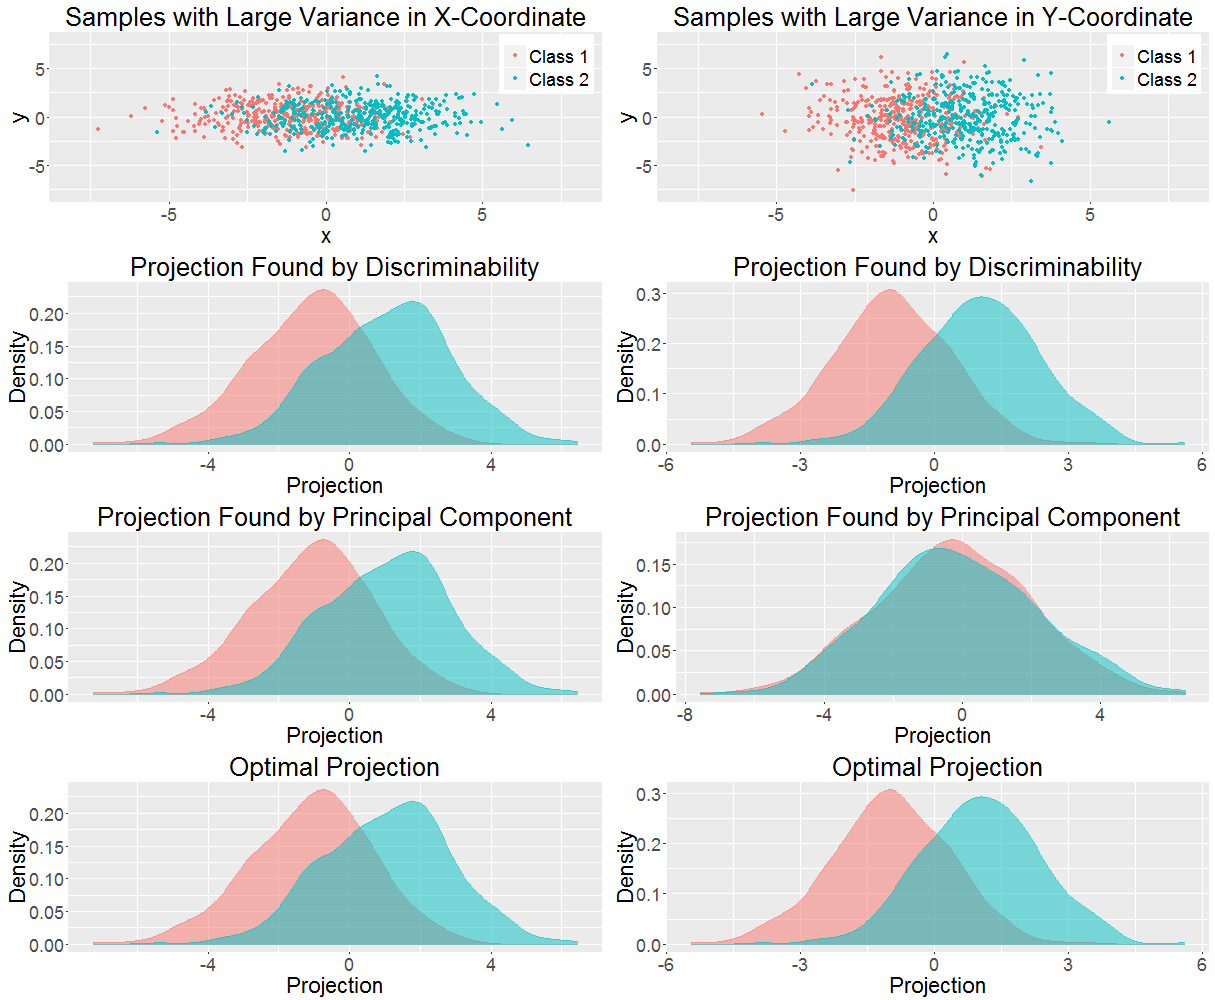 Samples with Large Variance in X-Coordinate
Class 1
Class 2
5
0
-5
y
-5
0
5
x
Samples with Large Variance in Y-Coordinate
Class 1
Class 2
5
0
-5
y
-5
0
5
x
Projection Found by Discriminability
Density
0.20
0.15
0.10
0.05
0.00
-4
0
4
Projection
Projection Found by Discriminability
Density
0.3
0.2
0.1
0.0
-6
-3
0
3
6
Projection
Projection Found by Principal Component
Density
0.20
0.15
0.10
0.05
0.00
-4
0
4
Projection
Projection Found by Principal Component
Density
0.15
0.10
0.05
0.00
-8
-4
0
4
Projection
Optimal Projection
Density
0.20
0.15
0.10
0.05
0.00
-4
0
4
Projection
Optimal Projection
Density
0.3
0.2
0.1
0.0
-6
-3
0
3
6
Projection